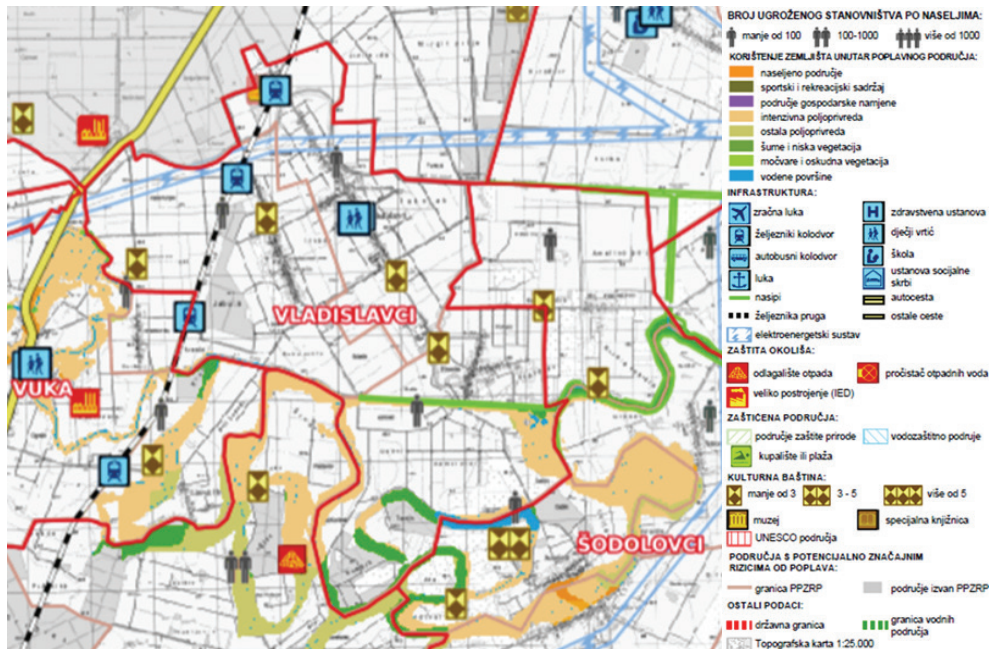 VLADISLAVCI
VUKA
ŠODOLOVCI
BROJ UGROŽENOG STANOVNIŠTVA PO NASELJIMA:
manje od 100 100-1000 više od 1000
KORIŠTENJE ZEMLJIŠTA UNUTAR POPLAVNOG PODRUČJA:
naseljeno područje
sportski i rekreacijski sadržaj
područje gospodarske namjene
intenzivna poljoprivreda
ostala poljoprivreda
šume i niska vegetacija
močvare i oskudna vegetacija
vodene površine
INFRASTRUKTURA:
zračna luka H zdravstvena ustanova
željezniki kolodvor dječji vrtić
autobusni kolodvor škola
luka ustanova socijalne
skrbi
nasipi autocesta
željeznika pruga ostale ceste
elektroenergetski sustav
ZAŠTITA OKOLIŠA:
odlagalište otpada pročistač otpadnih voda
veliko postrojenje (IED)
ZAŠTIĆENA PODRUČJA:
područje zaštite prirode vodozaštitno podruje
kupalište ili plaža
KULTURNA BAŠTINA:
manje od 3 3 - 5 više od 5
muzej specijalna knjižnica
UNESCO područja
PODRUČJA S POTENCIJALNO ZNAČAJNIM
RIZICIMA OD POPLAVA:
granica PPZRP područje izvan PPZRP
OSTALI PODACI:
državna granica granica vodnih
područja
Topografska karta 1:25.000